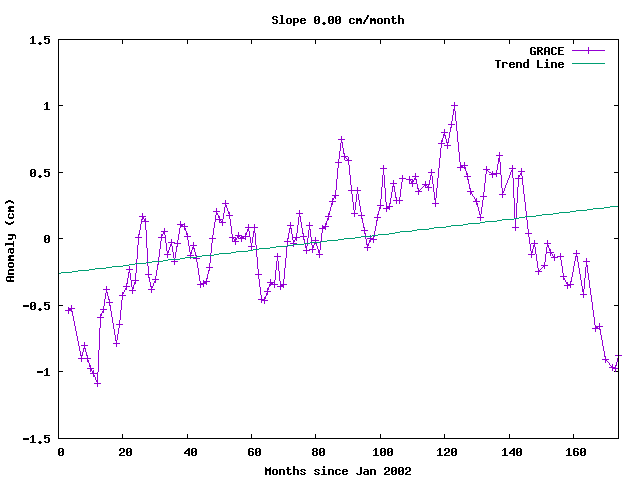 Slope 0.00 cm/month
GRACE
Trend Line
1.5
1
0.5
0
-0.5
-1
-1.5
Anomaly (cm)
0 20 40 60 80 100 120 140 160
Months since Jan 2002